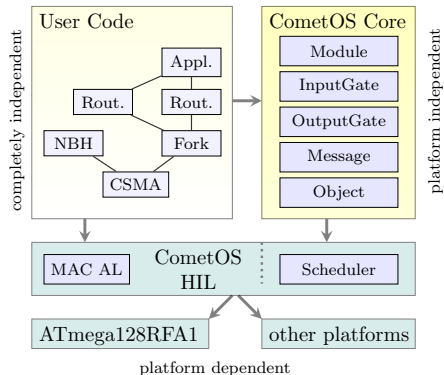 User Code
CometOS Core
completely independent
platform independent
Appl.
Rout.
Rout.
NBH
Fork
CSMA
Module
InputGate
OutputGate
Message
Object
MAC AL
CometOS
HIL
Scheduler
ATmega128RFA1
other platforms
platform dependent